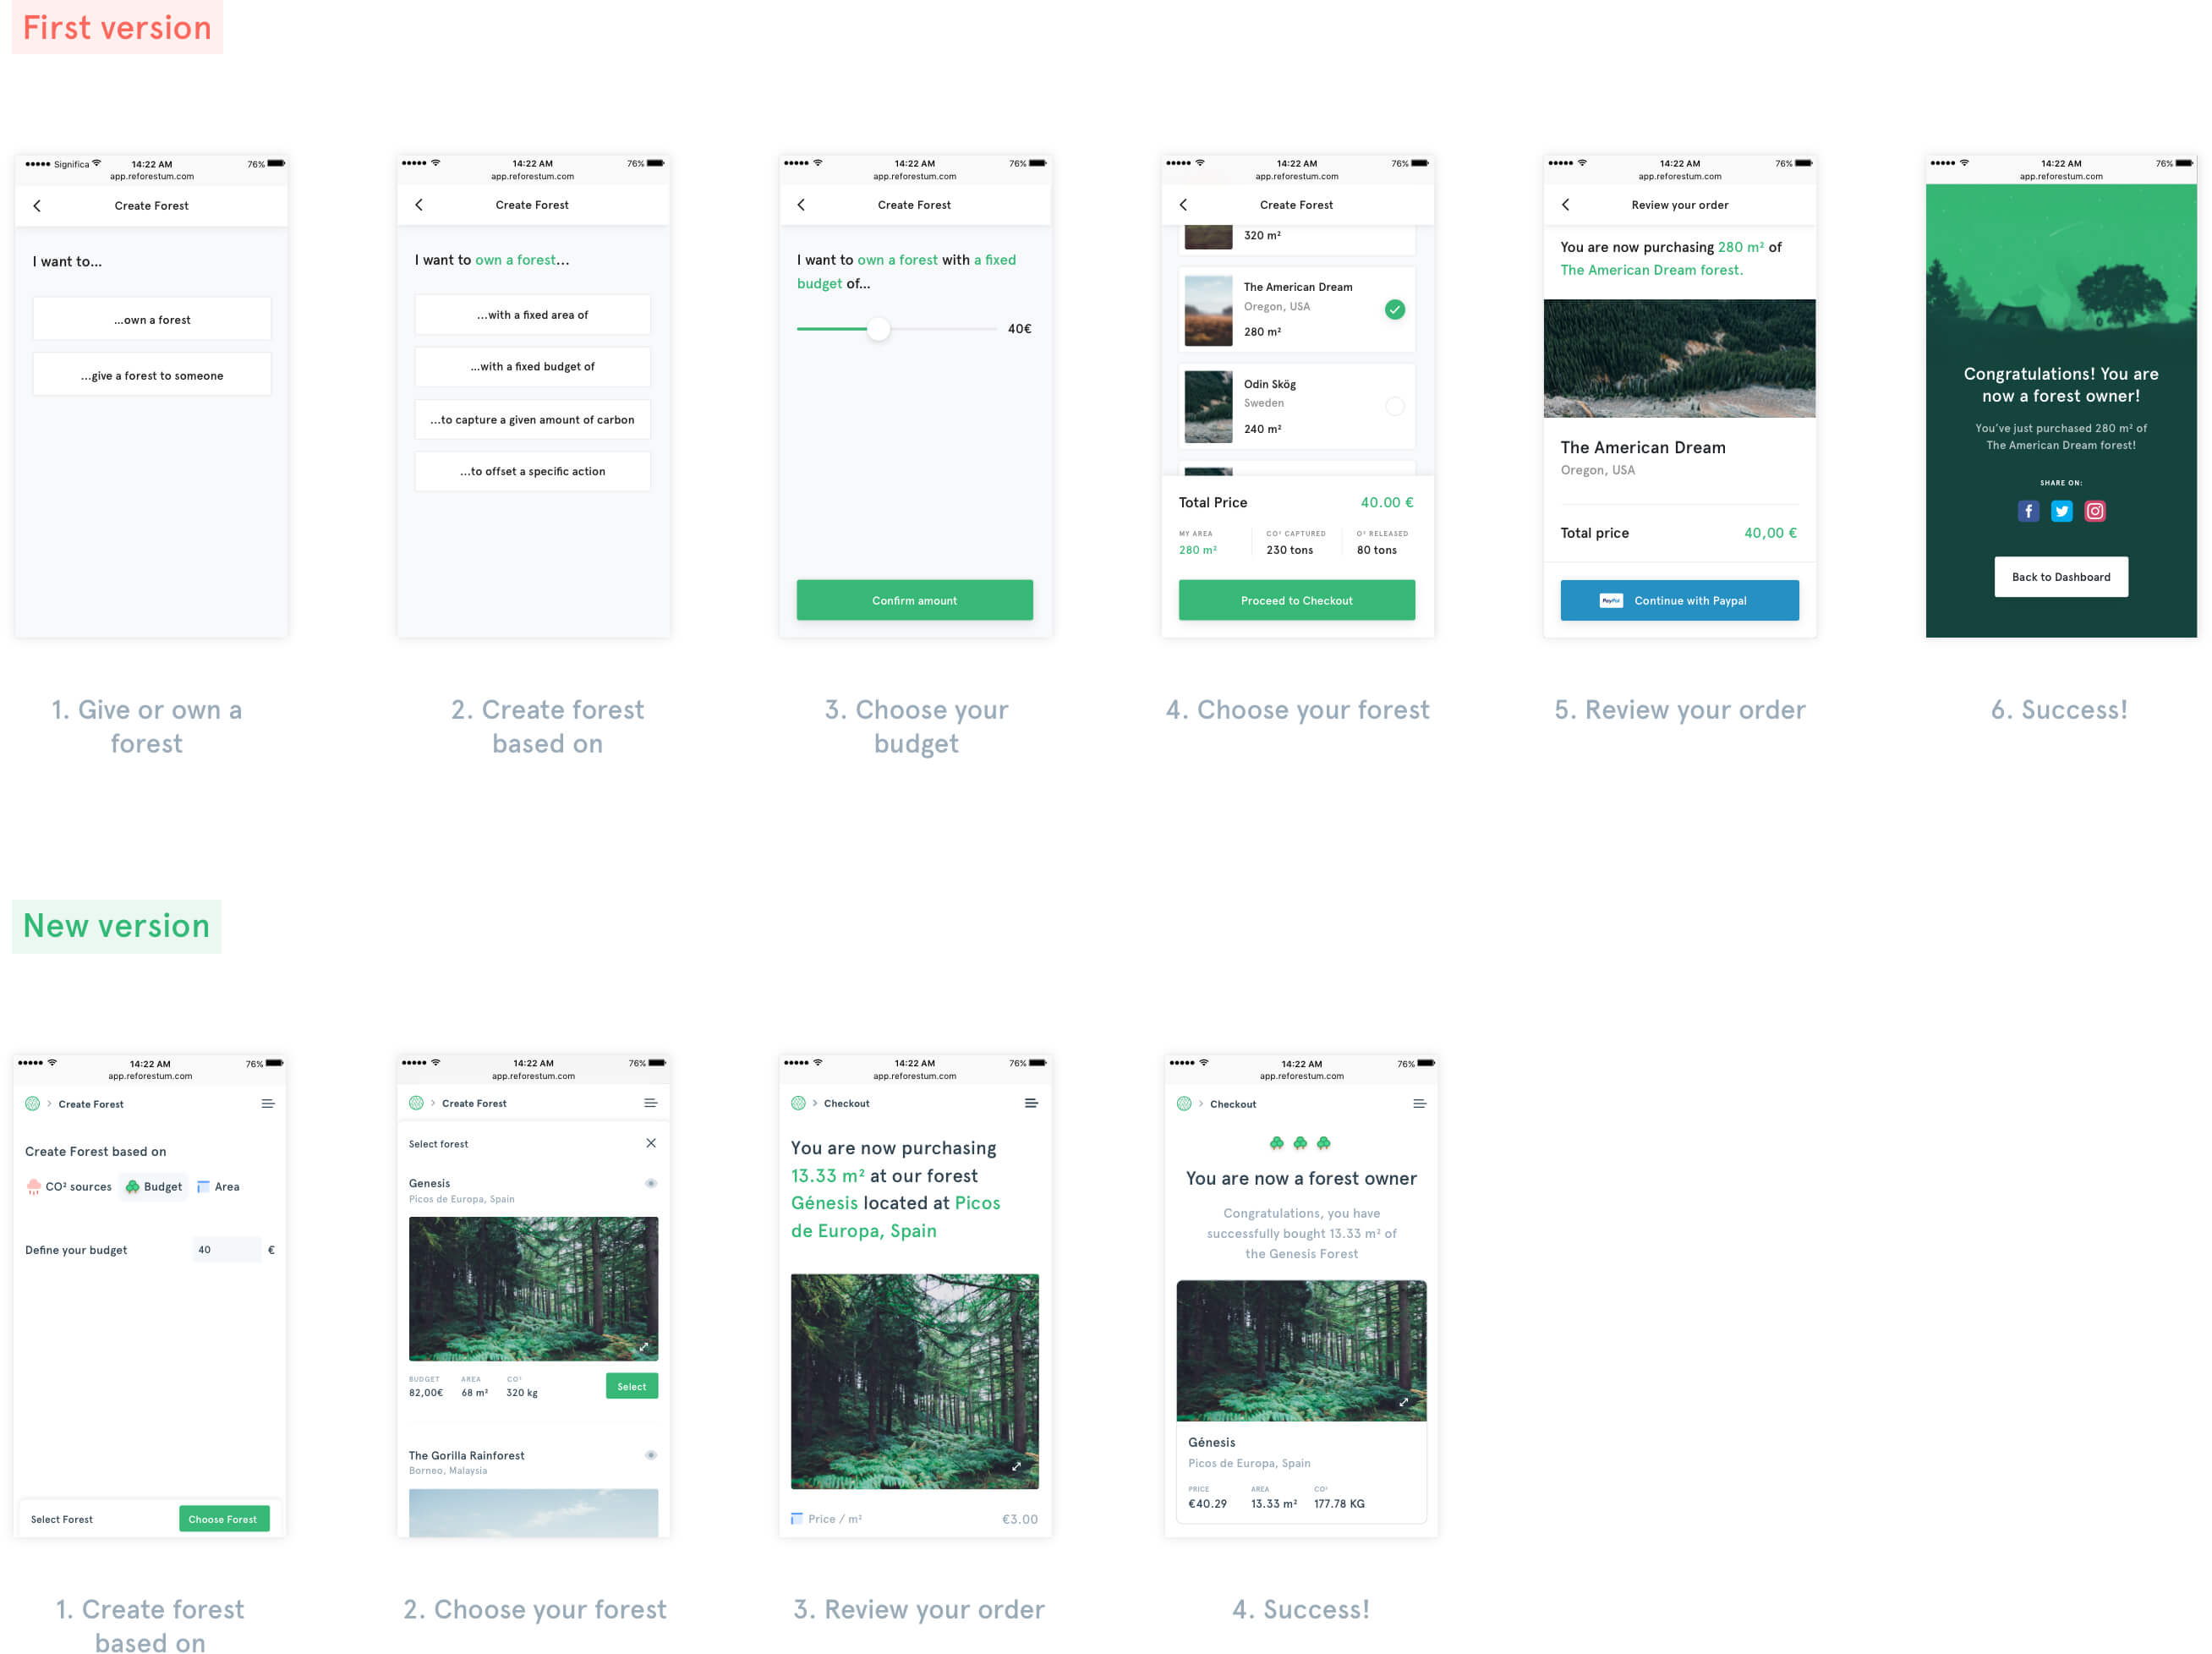 First version
●●●●● Significa 14:22 AM 76%
app.reforestum.com
Create Forest
I want to...
...own a forest
...give a forest to someone
14:22 AM 76%
app.reforestum.com
Create Forest
I want to own a forest...
...with a fixed area of
...with a fixed budget of
...to capture a given amount of carbon
...to offset a specific action
14:22 AM 76%
app.reforestum.com
Create Forest
I want to own a forest with a fixed
budget of...
40€
Confirm amount
14:22 AM 76%
app.reforestum.com
Create Forest
320 m²
The American Dream
Oregon, USA
280 m²
Odin Skög
Sweden
240 m²
Total Price 40.00 €
MY AREA CO² CAPTURED O² RELEASED
280 m² 230 tons 80 tons
Proceed to Checkout
14:22 AM 76%
app.reforestum.com
Review your order
You are now purchasing 280 m² of
The American Dream forest.
The American Dream
Oregon, USA
Total price 40,00 €
PayPal Continue with Paypal
14:22 AM 76%
app.reforestum.com
Congratulations! You are
now a forest owner!
You've just purchased 280 m² of
The American Dream forest!
SHARE ON:
Back to Dashboard
1. Give or own a
forest
2. Create forest
based on
3. Choose your
budget
4. Choose your forest
5. Review your order
6. Success!
New version
14:22 AM 76%
app.reforestum.com
Create Forest
Create Forest based on
CO² sources Budget Area
Define your budget 40 €
Select Forest Choose Forest
14:22 AM 76%
app.reforestum.com
Create Forest
Select forest
Genesis
Picos de Europa, Spain
BUDGET AREA CO²
82,00€ 68 m² 320 kg
Select
The Gorilla Rainforest
Borneo, Malaysia
14:22 AM 76%
app.reforestum.com
Checkout
You are now purchasing
13.33 m² at our forest
Génesis located at Picos
de Europa, Spain
Price / m² €3.00
14:22 AM 76%
app.reforestum.com
Checkout
You are now a forest owner
Congratulations, you have
successfully bought 13.33 m² of
the Genesis Forest
Génesis
Picos de Europa, Spain
PRICE AREA CO²
€40.29 13.33 m² 177.78 KG
1. Create forest
based on
2. Choose your forest
3. Review your order
4. Success!